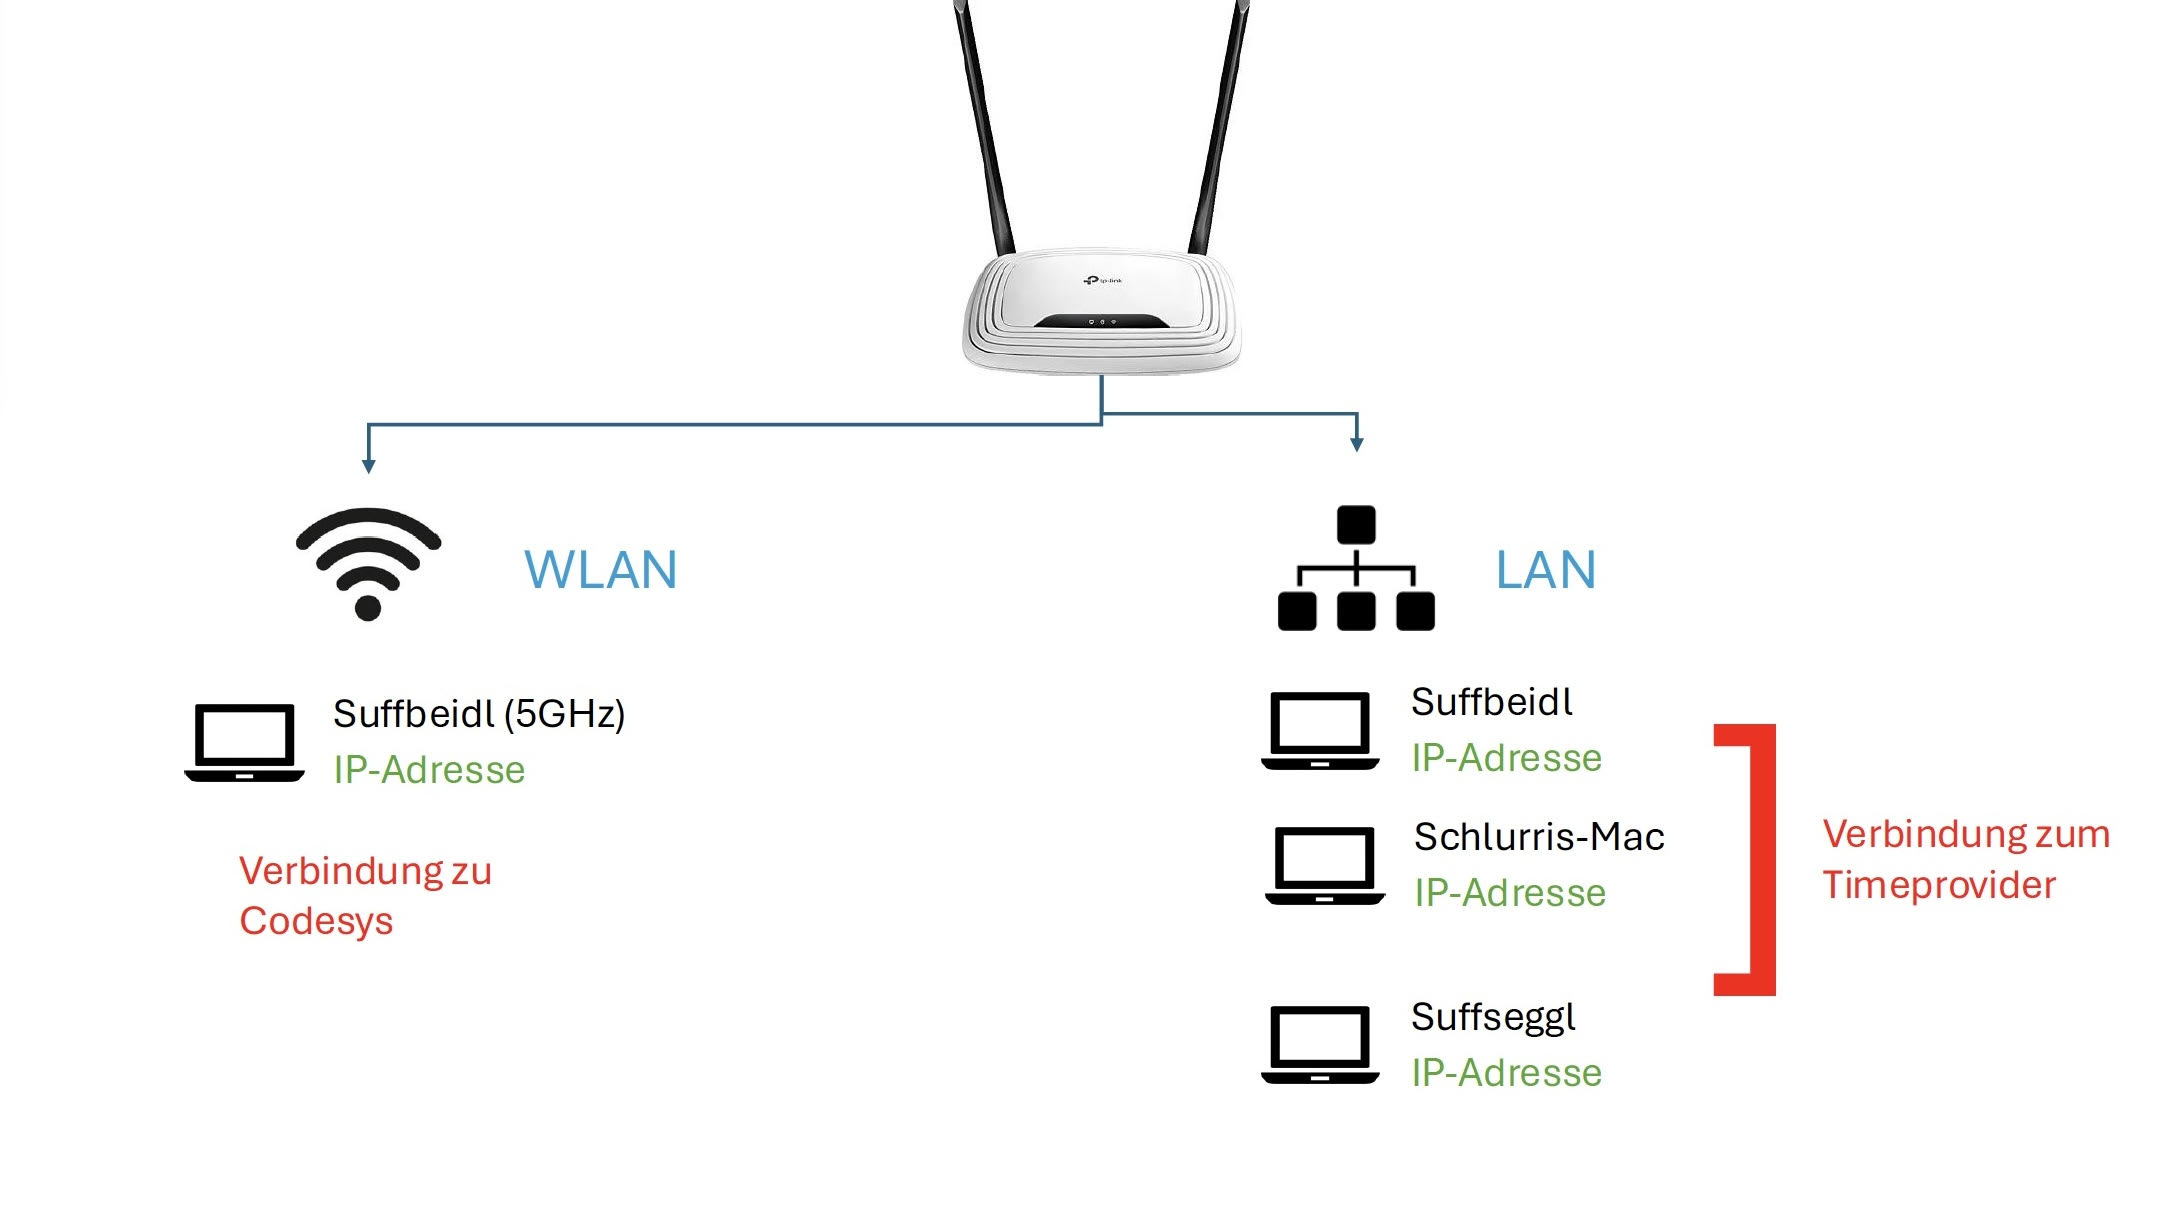 tp-link
WLAN
LAN
Suffbeidl (5GHz)
IP-Adresse
Verbindung zu
Codesys
Suffbeidl
IP-Adresse
Schlurris-Mac
IP-Adresse
Suffseggl
IP-Adresse
Verbindung zum
Timeprovider